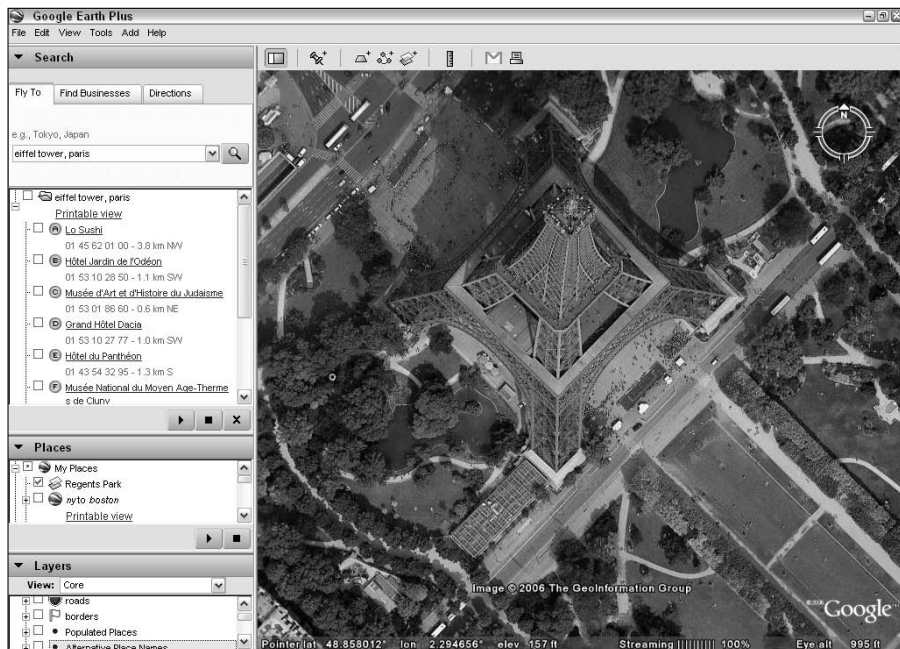 Google Earth Plus
File Edit View Tools Add Help
Search
Fly To Find Businesses Directions
e.g., Tokyo, Japan
eiffel tower, paris
eiffel tower, paris
Printable view
A Lo Sushi
01 45 62 01 00 - 3.8 km NW
B Hôtel Jardin de l'Odéon
01 53 10 28 50 - 1.1 km SW
C Musée d'Art et d'Histoire du Judaisme
01 53 01 86 60 - 0.6 km NE
D Grand Hôtel Dacia
01 53 10 27 77 - 1.0 km SW
E Hôtel du Panthéon
01 43 54 32 95 - 1.3 km S
F Musée National du Moyen Age-Therme
s de Cluny
Places
My Places
Regents Park
nyto boston
Printable view
Layers
View: Core
roads
borders
Populated Places
Alternative Place Names
N
Image © 2006 The GeoInformation Group
©2006 Google
Pointer lat 48.858012° lon 2.294656° elev 157 ft Streaming |||||||||| 100% Eye alt 995 ft